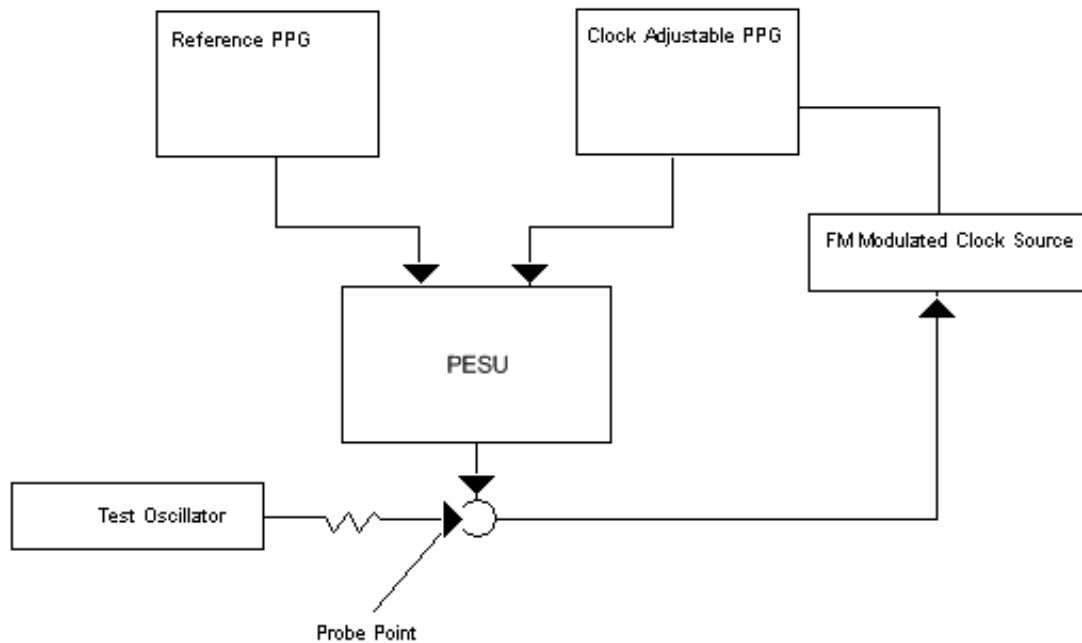 Reference PPG
Clock Adjustable PPG
FM Modulated Clock Source
PESU
Test Oscillator
Probe Point